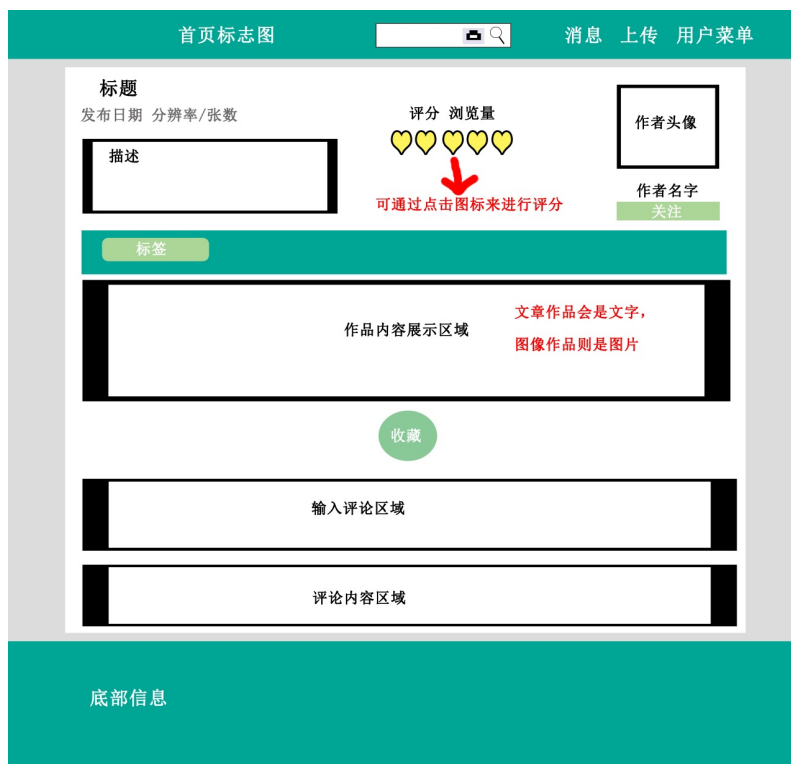 首页标志图
消息 上传 用户菜单
标题
发布日期 分辨率/张数
描述
评分 浏览量
可通过点击图标来进行评分
作者头像
作者名字
关注
标签
作品内容展示区域
文章作品会是文字，
图像作品则是图片
收藏
输入评论区域
评论内容区域
底部信息